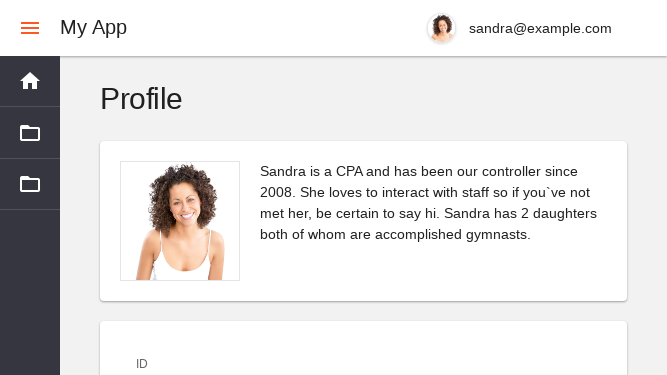 My App
sandra@example.com
Profile
Sandra is a CPA and has been our controller since
2008. She loves to interact with staff so if you`ve not
met her, be certain to say hi. Sandra has 2 daughters
both of whom are accomplished gymnasts.
ID